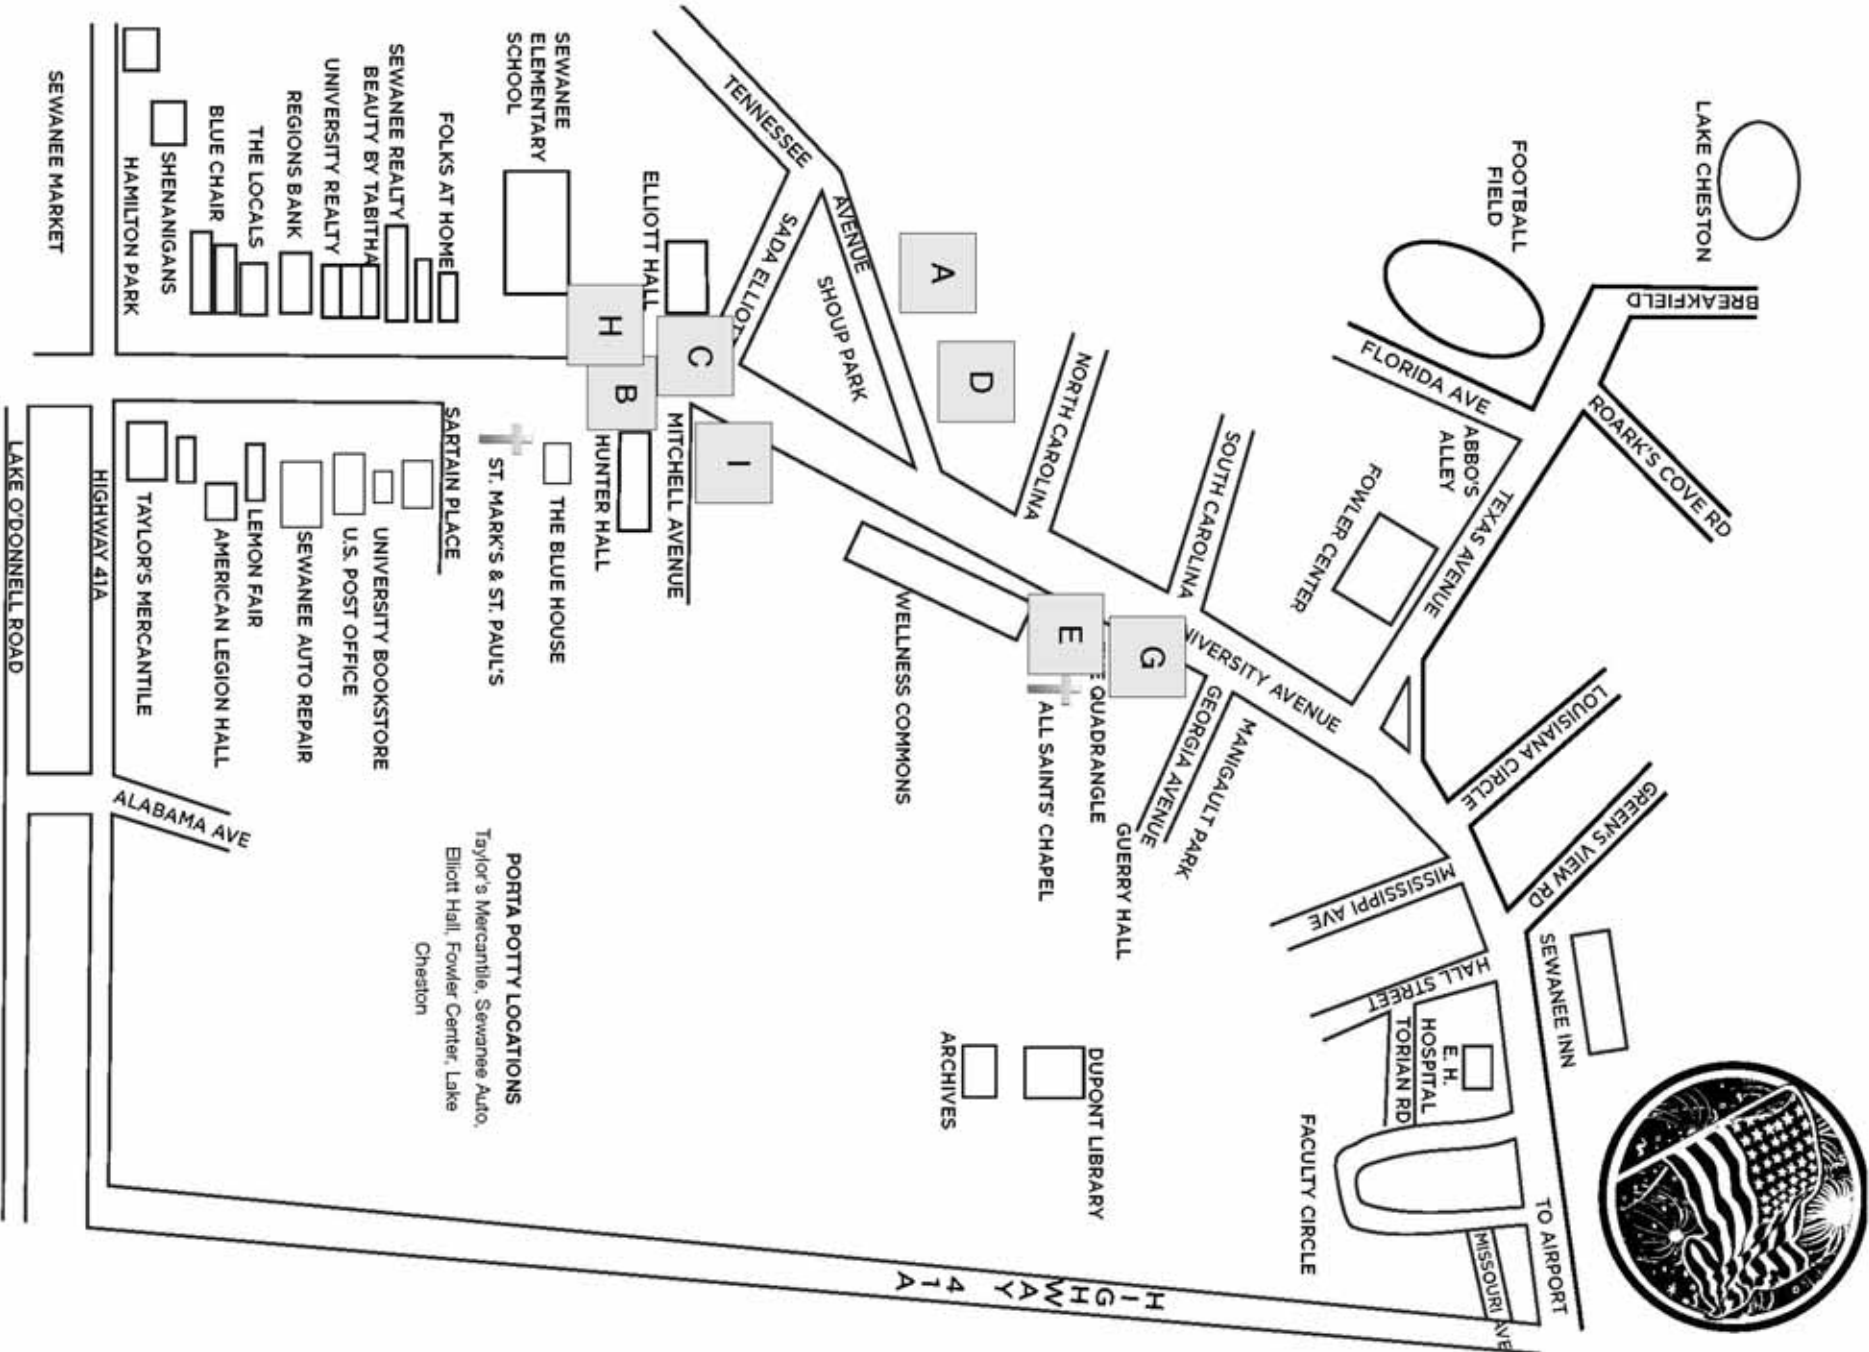 LAKE CHESTON
FOOTBALL
FIELD
BREAKFIELD
FLORIDA AVE
ROARK'S COVE RD
ABBO'S
ALLEY
TEXAS AVENUE
FOWLER CENTER
LOUISIANA CIRCLE
GREEN'S VIEW RD
SEWANEE INN
TO AIRPORT
MISSISSIPPI AVE
HALL STREET
E. H.
HOSPITAL
TORIAN RD
FACULTY CIRCLE
MISSOURI AVE
HIGHWAY 41A
TENNESSEE
AVENUE
SADA ELLIOT
SHOUP PARK
A
D
NORTH CAROLINA
SOUTH CAROLINA
NIVERSITY AVENUE
GEORGIA AVENUE
MANIGAULT PARK
GUERRY HALL
G
E
QUADRANGLE
ALL SAINTS' CHAPEL
WELLNESS COMMONS
DUPONT LIBRARY
ARCHIVES
SEWANEE
ELEMENTARY
SCHOOL
ELLIOTT HALL
H
C
B
I
MITCHELL AVENUE
HUNTER HALL
THE BLUE HOUSE
ST. MARK'S & ST. PAUL'S
SARTAIN PLACE
FOLKS AT HOME
SEWANEE REALTY
BEAUTY BY TABITHA
UNIVERSITY REALTY
REGIONS BANK
THE LOCALS
BLUE CHAIR
SHENANIGANS
HAMILTON PARK
SEWANEE MARKET
UNIVERSITY BOOKSTORE
U.S. POST OFFICE
SEWANEE AUTO REPAIR
LEMON FAIR
AMERICAN LEGION HALL
TAYLOR'S MERCANTILE
HIGHWAY 41A
LAKE O'DONNELL ROAD
ALABAMA AVE
PORTA POTTY LOCATIONS
Taylor's Mercantile, Sewanee Auto,
Elliott Hall, Fowler Center, Lake
Cheston